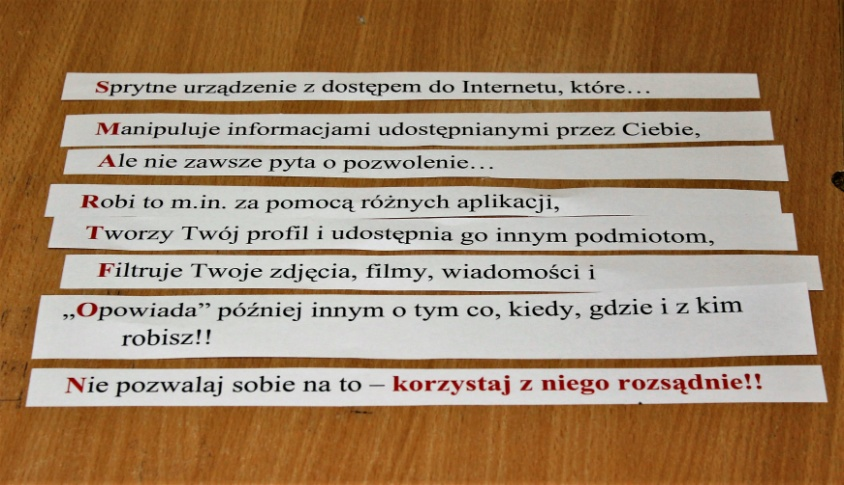 Sprytne urządzenie z dostępem do Internetu, które…
Manipuluje informacjami udostępnianymi przez Ciebie,
Ale nie zawsze pyta o pozwolenie…
Robi to m.in. za pomocą różnych aplikacji,
Tworzy Twój profil i udostępnia go innym podmiotom,
Filtruje Twoje zdjęcia, filmy, wiadomości i
„Opowiada” później innym o tym co, kiedy, gdzie i z kim
robisz!!
Nie pozwalaj sobie na to – korzystaj z niego rozsądnie!!